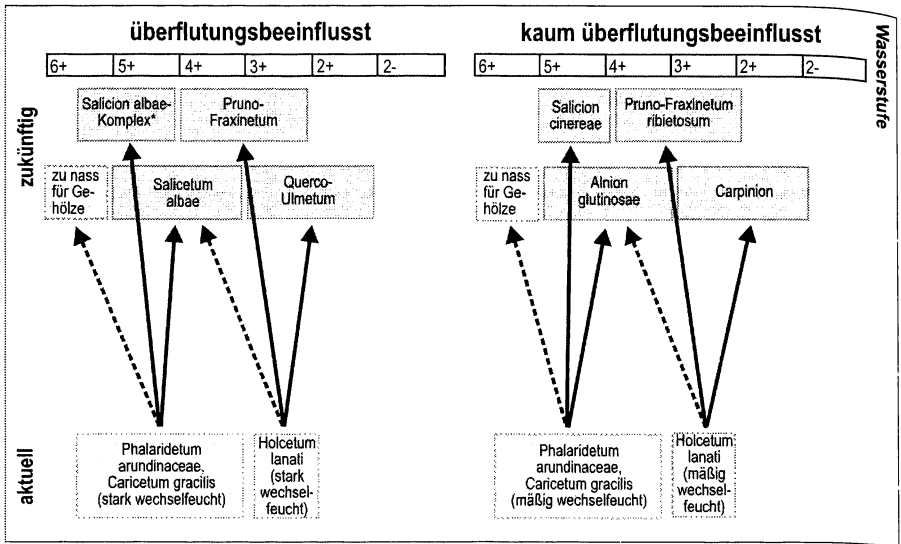 überflutungsbeeinflusst
6+ 5+ 4+ 3+ 2+ 2-
Salicion albae-
Komplex*
Pruno-
Fraxinetum
zu nass
für Ge-
hölze
Salicetum
albae
Querco-
Ulmetum
Phalaridetum
arundinaceae,
Caricetum gracilis
(stark wechselfeucht)
Holcetum
lanati
(stark
wechsel-
feucht)
kaum überflutungsbeeinflusst
6+ 5+ 4+ 3+ 2+ 2-
Salicion
cinereae
Pruno-Fraxinetum
ribietosum
zu nass
für Ge-
hölze
Alnion
glutinosae
Carpinion
Phalaridetum
arundinaceae,
Caricetum gracilis
(mäßig wechselfeucht)
Holcetum
lanati
(mäßig
wechsel-
feucht)
Wasserstufe
zukünftig
aktuell